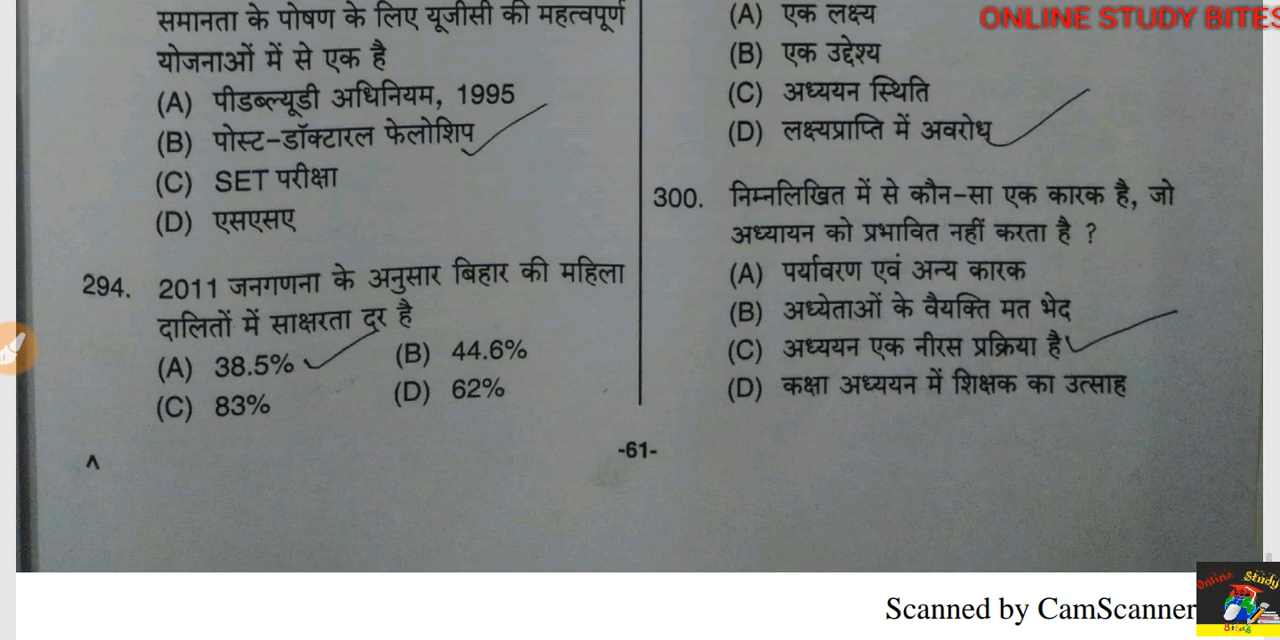 समानता के पोषण के लिए यूजीसी की महत्वपूर्ण
योजनाओं में से एक है
(A) पीडब्ल्यूडी अधिनियम, 1995
(B) पोस्ट-डॉक्टारल फेलोशिप
(C) SET परीक्षा
(D) एसएसए
294. 2011 जनगणना के अनुसार बिहार की महिला
दालितों में साक्षरता दर है
(A) 38.5% (B) 44.6%
(C) 83% (D) 62%
(A) एक लक्ष्य
(B) एक उद्देश्य
(C) अध्ययन स्थिति
(D) लक्ष्यप्राप्ति में अवरोध
300. निम्नलिखित में से कौन-सा एक कारक है, जो
अध्यायन को प्रभावित नहीं करता है ?
(A) पर्यावरण एवं अन्य कारक
(B) अध्येताओं के वैयक्ति मत भेद
(C) अध्ययन एक नीरस प्रक्रिया है
(D) कक्षा अध्ययन में शिक्षक का उत्साह
-61-
ONLINE STUDY BITES
Scanned by CamScanner
Online Study
Bites